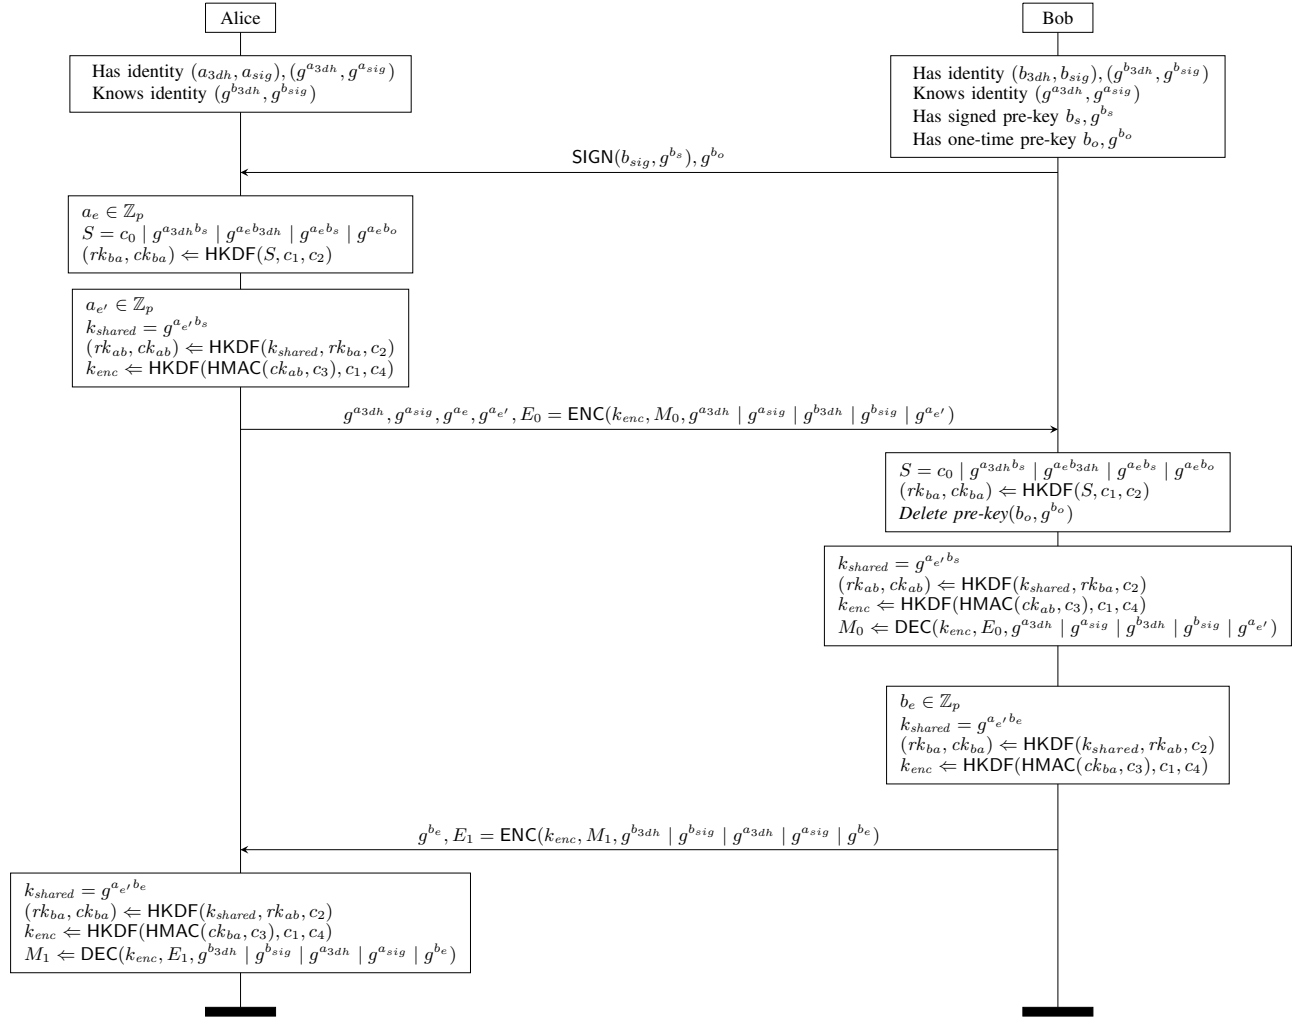 Alice
Bob
Has identity (a_{3dh}, a_{sig}), (g^{a_{3dh}}, g^{a_{sig}})
Knows identity (g^{b_{3dh}}, g^{b_{sig}})
Has identity (b_{3dh}, b_{sig}), (g^{b_{3dh}}, g^{b_{sig}})
Knows identity (g^{a_{3dh}}, g^{a_{sig}})
Has signed pre-key b_s, g^{b_s}
Has one-time pre-key b_o, g^{b_o}
SIGN(b_{sig}, g^{b_s}), g^{b_o}
a_e ∈ ℤ_p
S = c_0 | g^{a_{3dh}b_s} | g^{a_e b_{3dh}} | g^{a_e b_s} | g^{a_e b_o}
(rk_{ba}, ck_{ba}) ⇐ HKDF(S, c_1, c_2)
a_{e'} ∈ ℤ_p
k_{shared} = g^{a_{e'} b_s}
(rk_{ab}, ck_{ab}) ⇐ HKDF(k_{shared}, rk_{ba}, c_2)
k_{enc} ⇐ HKDF(HMAC(ck_{ab}, c_3), c_1, c_4)
g^{a_{3dh}}, g^{a_{sig}}, g^{a_e}, g^{a_{e'}}, E_0 = ENC(k_{enc}, M_0, g^{a_{3dh}} | g^{a_{sig}} | g^{b_{3dh}} | g^{b_{sig}} | g^{a_{e'}})
S = c_0 | g^{a_{3dh}b_s} | g^{a_e b_{3dh}} | g^{a_e b_s} | g^{a_e b_o}
(rk_{ba}, ck_{ba}) ⇐ HKDF(S, c_1, c_2)
Delete pre-key(b_o, g^{b_o})
k_{shared} = g^{a_{e'} b_s}
(rk_{ab}, ck_{ab}) ⇐ HKDF(k_{shared}, rk_{ba}, c_2)
k_{enc} ⇐ HKDF(HMAC(ck_{ab}, c_3), c_1, c_4)
M_0 ⇐ DEC(k_{enc}, E_0, g^{a_{3dh}} | g^{a_{sig}} | g^{b_{3dh}} | g^{b_{sig}} | g^{a_{e'}})
b_e ∈ ℤ_p
k_{shared} = g^{a_{e'} b_e}
(rk_{ba}, ck_{ba}) ⇐ HKDF(k_{shared}, rk_{ab}, c_2)
k_{enc} ⇐ HKDF(HMAC(ck_{ba}, c_3), c_1, c_4)
g^{b_e}, E_1 = ENC(k_{enc}, M_1, g^{b_{3dh}} | g^{b_{sig}} | g^{a_{3dh}} | g^{a_{sig}} | g^{b_e})
k_{shared} = g^{a_{e'} b_e}
(rk_{ba}, ck_{ba}) ⇐ HKDF(k_{shared}, rk_{ab}, c_2)
k_{enc} ⇐ HKDF(HMAC(ck_{ba}, c_3), c_1, c_4)
M_1 ⇐ DEC(k_{enc}, E_1, g^{b_{3dh}} | g^{b_{sig}} | g^{a_{3dh}} | g^{a_{sig}} | g^{b_e})